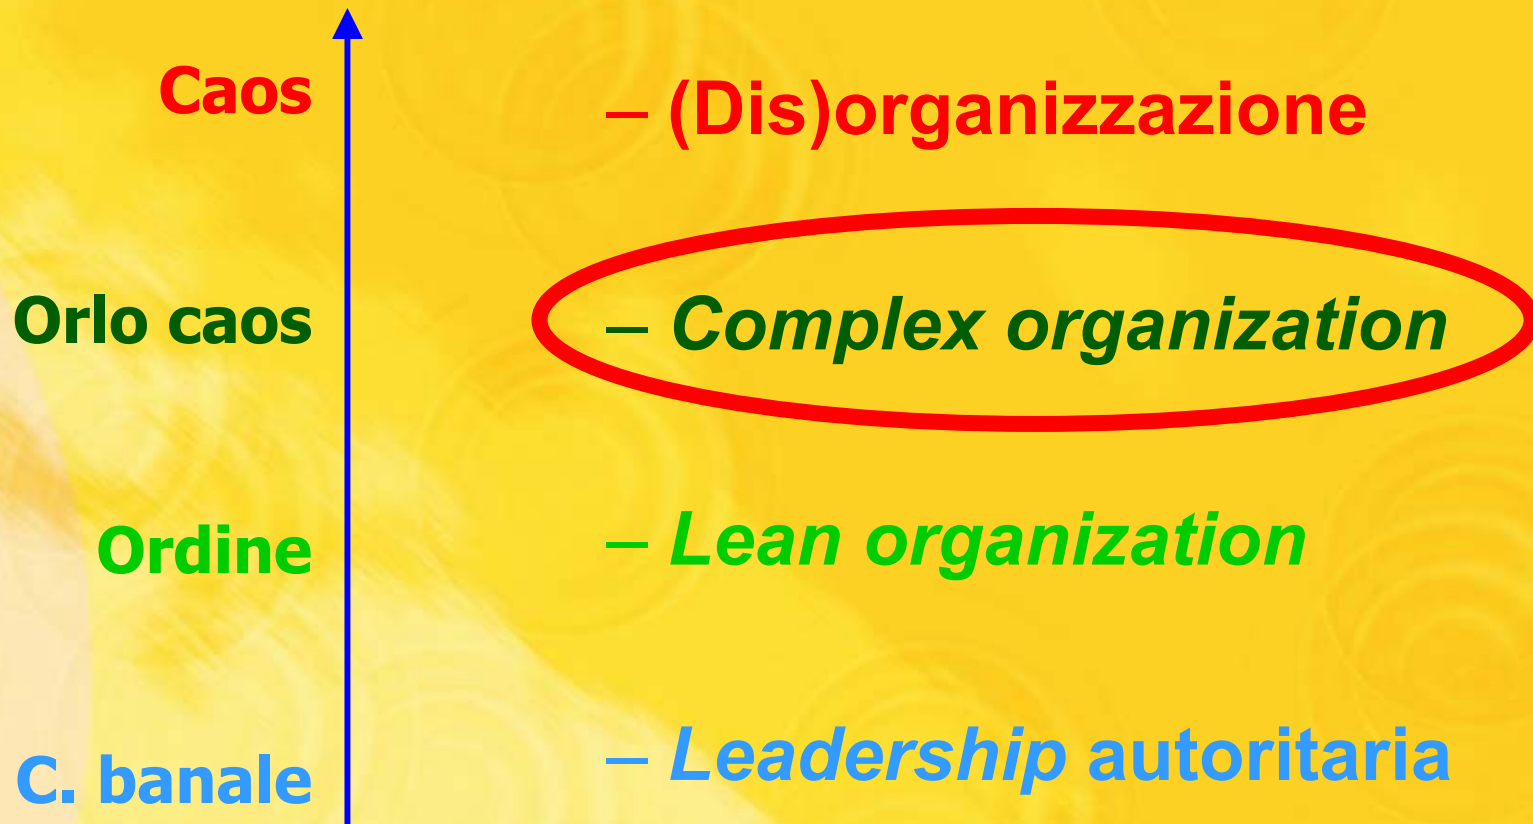 Caos – (Dis)organizzazione
Orlo caos – Complex organization
Ordine – Lean organization
C. banale – Leadership autoritaria